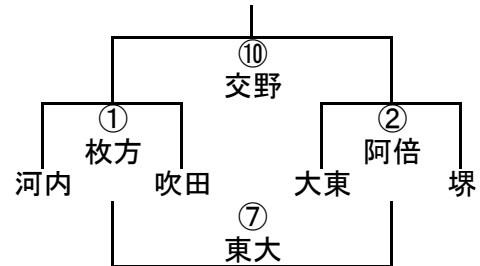 ⑩
交野
① ②
枚方 阿倍
河内 吹田 大東 堺
⑦
東大